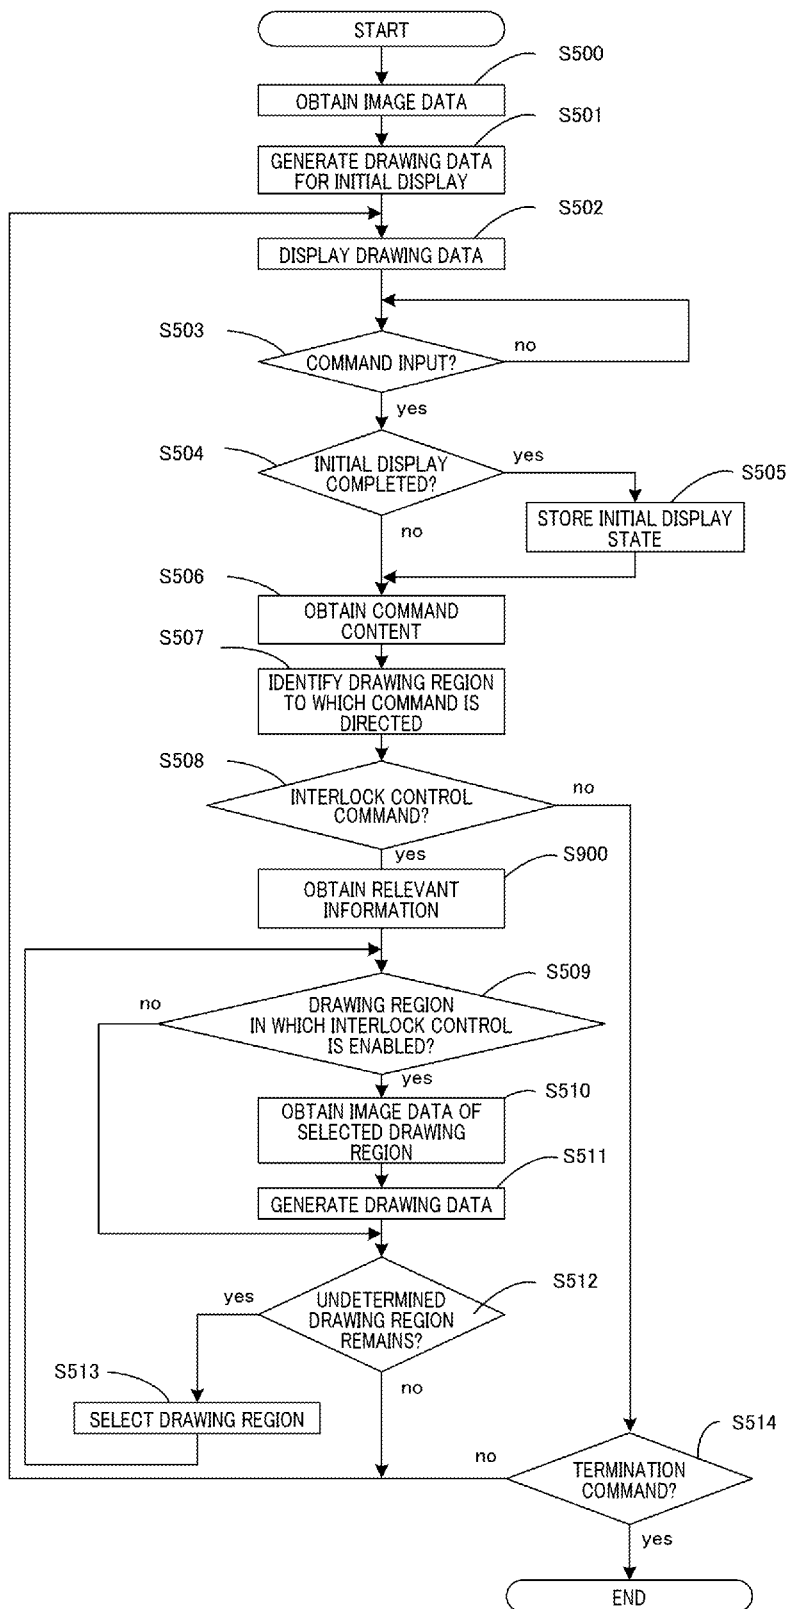 START
S500
OBTAIN IMAGE DATA
S501
GENERATE DRAWING DATA
FOR INITIAL DISPLAY
S502
DISPLAY DRAWING DATA
S503
COMMAND INPUT?
no
yes
S504
INITIAL DISPLAY
COMPLETED?
yes
S505
STORE INITIAL DISPLAY
STATE
no
S506
OBTAIN COMMAND
CONTENT
S507
IDENTIFY DRAWING REGION
TO WHICH COMMAND IS
DIRECTED
S508
INTERLOCK CONTROL
COMMAND?
no
yes
S900
OBTAIN RELEVANT
INFORMATION
S509
no
DRAWING REGION
IN WHICH INTERLOCK CONTROL
IS ENABLED?
yes
S510
OBTAIN IMAGE DATA OF
SELECTED DRAWING
REGION
S511
GENERATE DRAWING DATA
S512
yes
UNDETERMINED
DRAWING REGION
REMAINS?
S513
no
SELECT DRAWING REGION
S514
no
TERMINATION
COMMAND?
yes
END